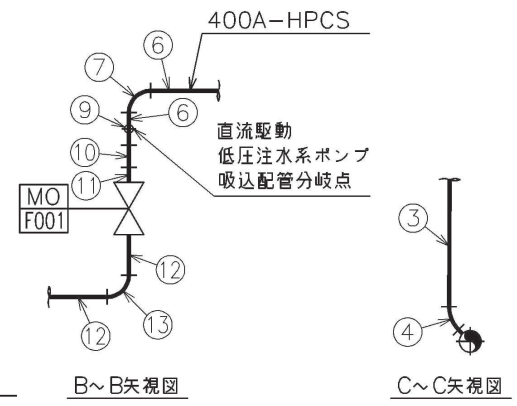 400A-HPCS
⑥
⑦
⑨
⑥
直流駆動
低圧注水系ポンプ
吸込配管分岐点
⑩
⑪
MO
F001
③
⑫
④
⑫
⑬
B～B矢視図
C～C矢視図